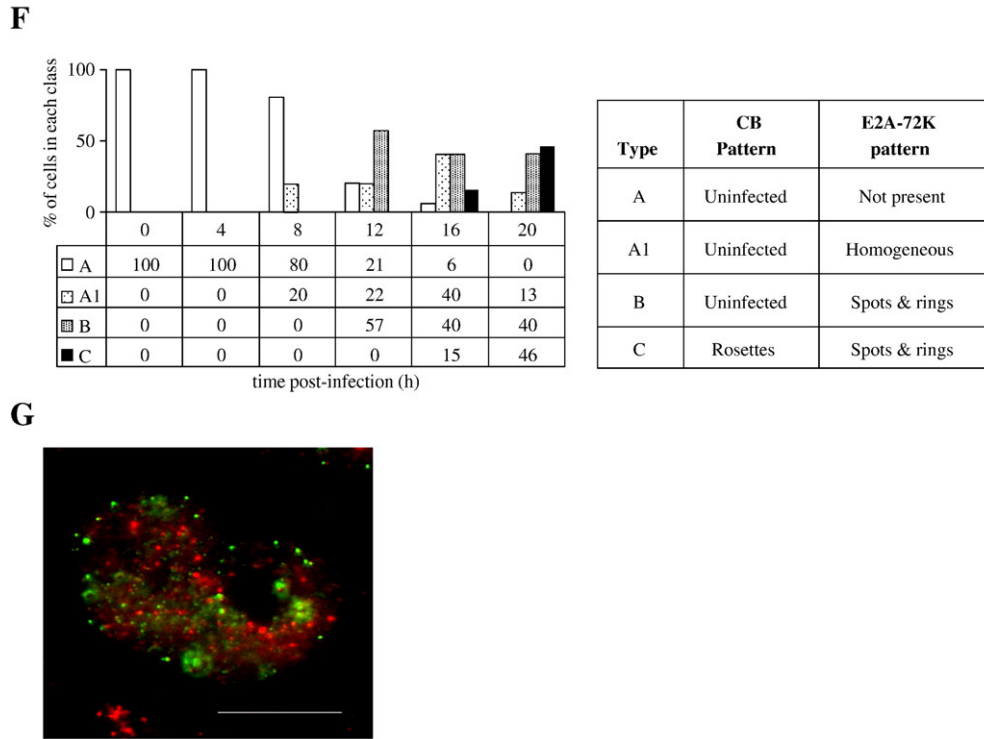 F
% of cells in each class
100
50
0
0 4 8 12 16 20
A 100 100 80 21 6 0
A1 0 0 20 22 40 13
B 0 0 0 57 40 40
C 0 0 0 0 15 46
time post-infection (h)
Type CB Pattern E2A-72K pattern
A Uninfected Not present
A1 Uninfected Homogeneous
B Uninfected Spots & rings
C Rosettes Spots & rings
G